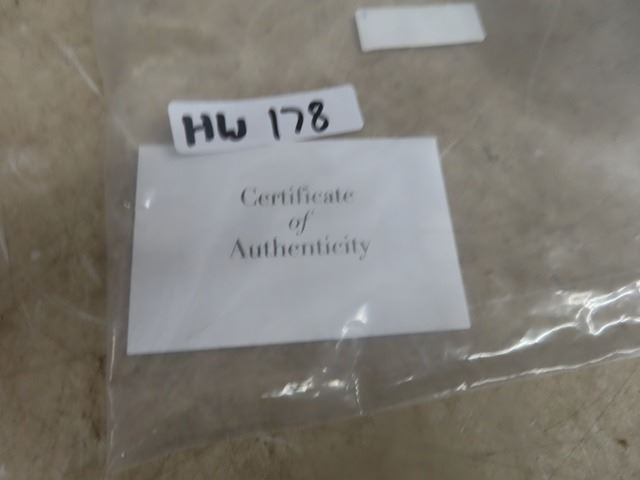 HW 178
Certificate
of
Authenticity